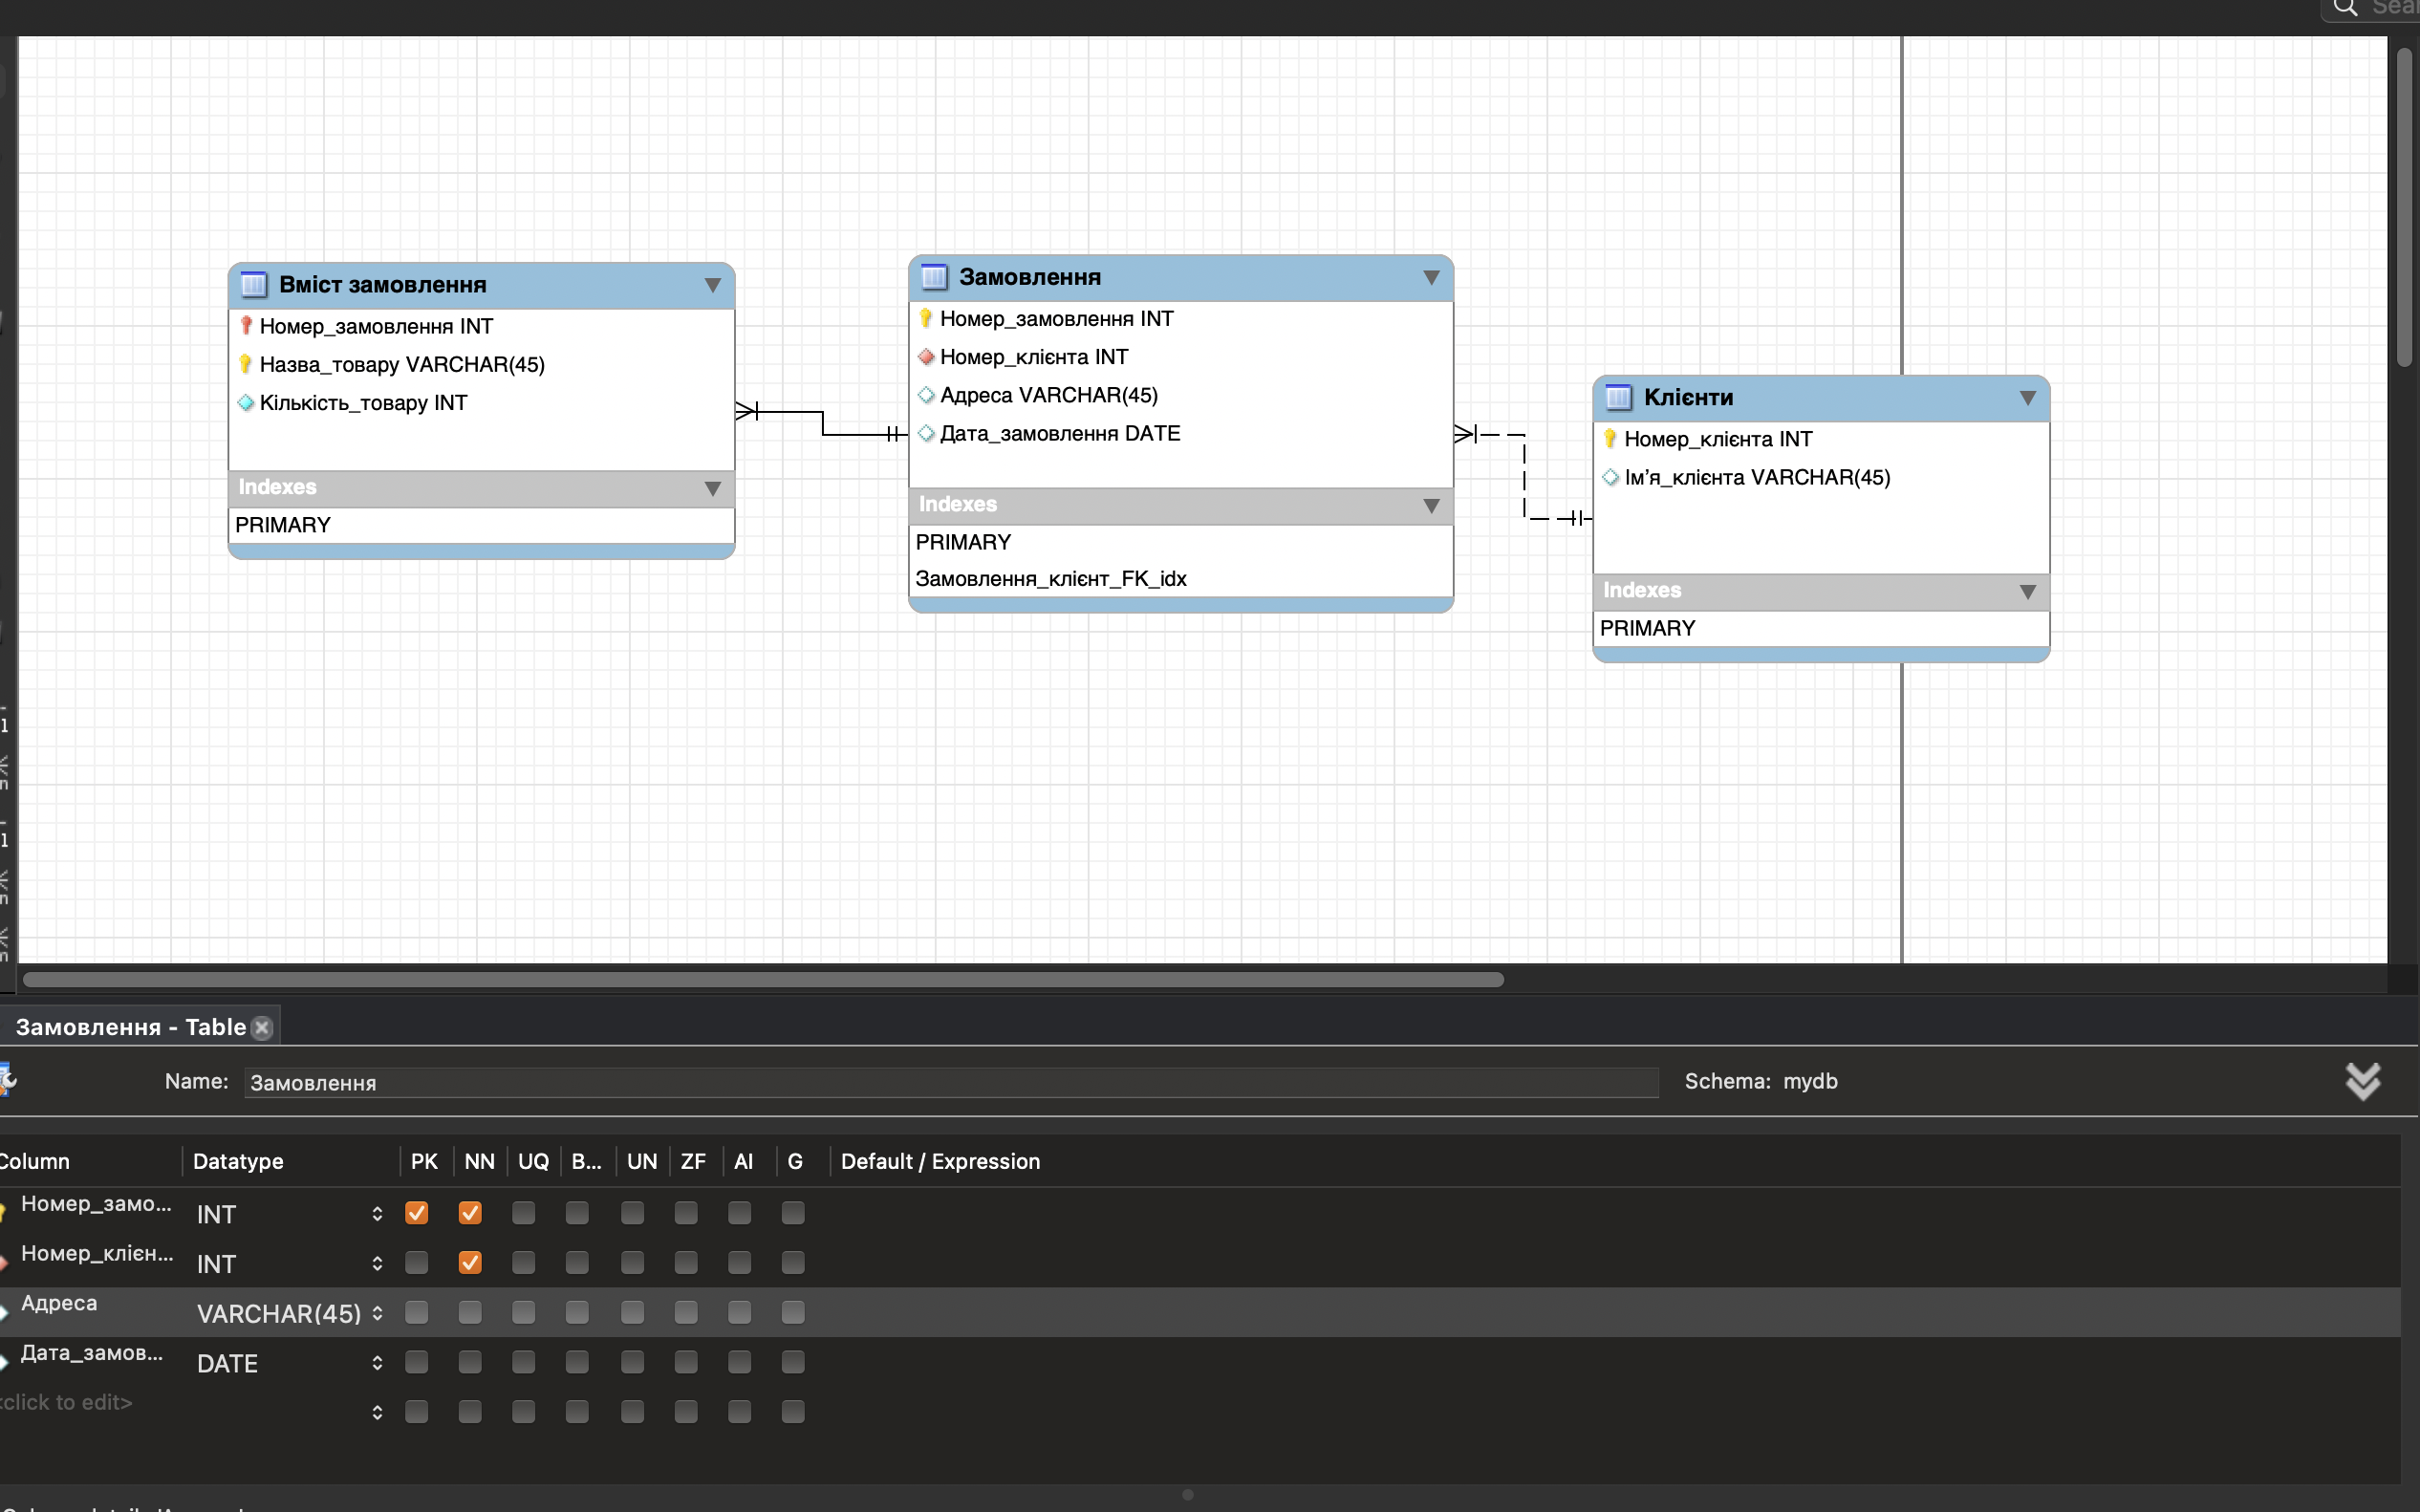 Вміст замовлення
Номер_замовлення INT
Назва_товару VARCHAR(45)
Кількість_товару INT
Indexes
PRIMARY
Замовлення
Номер_замовлення INT
Номер_клієнта INT
Адреса VARCHAR(45)
Дата_замовлення DATE
Indexes
PRIMARY
Замовлення_клієнт_FK_idx
Клієнти
Номер_клієнта INT
Ім’я_клієнта VARCHAR(45)
Indexes
PRIMARY
Замовлення - Table
Name: Замовлення
Schema: mydb
Column Datatype PK NN UQ B... UN ZF AI G Default / Expression
Номер_замо... INT
Номер_клієн... INT
Адреса VARCHAR(45)
Дата_замов... DATE
<click to edit>